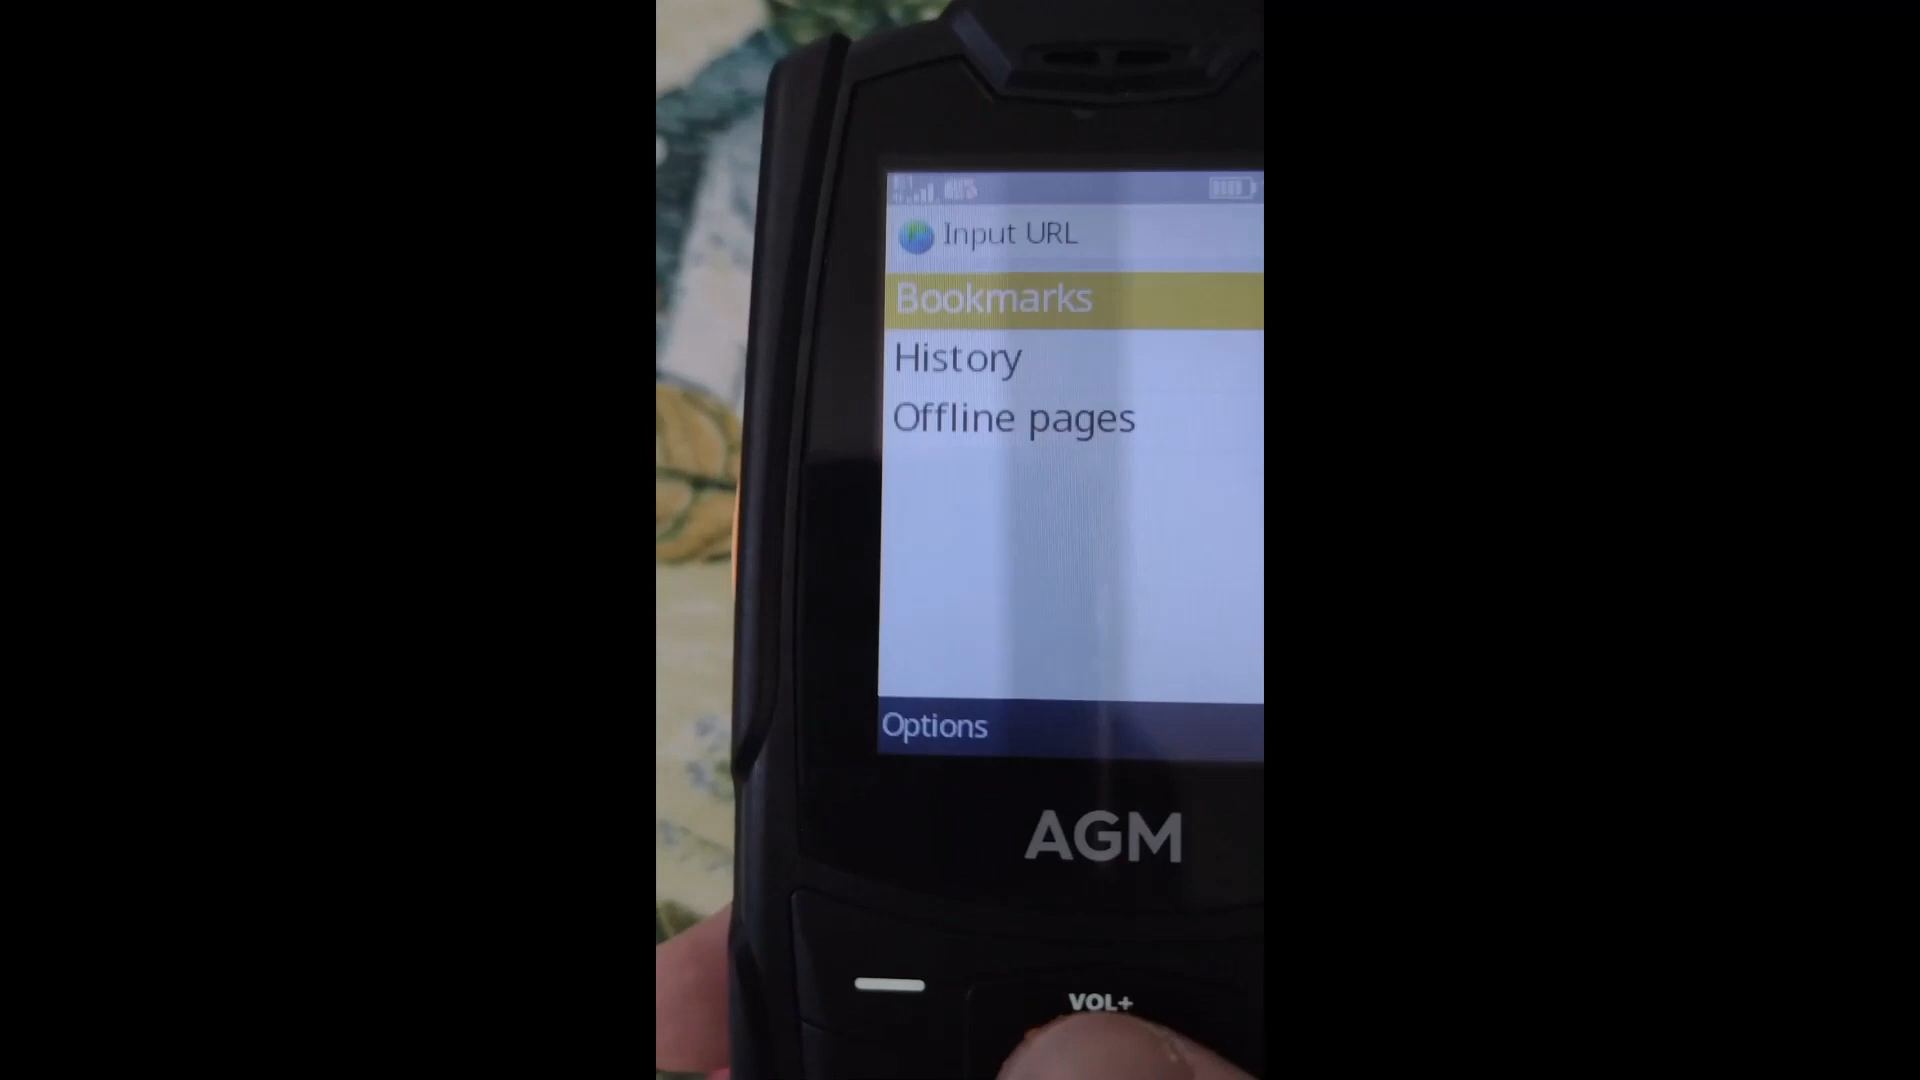 Input URL
Bookmarks
History
Offline pages
Options
AGM
VOL+